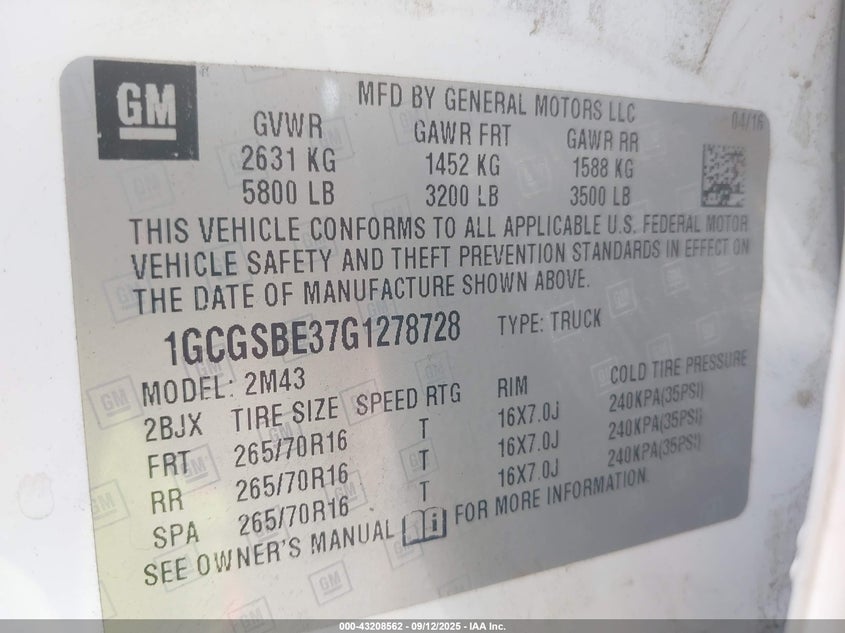 GM
MFD BY GENERAL MOTORS LLC
04/16
GVWR GAWR FRT GAWR RR
2631 KG 1452 KG 1588 KG
5800 LB 3200 LB 3500 LB
THIS VEHICLE CONFORMS TO ALL APPLICABLE U.S. FEDERAL MOTOR
VEHICLE SAFETY AND THEFT PREVENTION STANDARDS IN EFFECT ON
THE DATE OF MANUFACTURE SHOWN ABOVE.
1GCGSBE37G1278728 TYPE: TRUCK
MODEL: 2M43
2BJX TIRE SIZE SPEED RTG RIM COLD TIRE PRESSURE
FRT 265/70R16 T 16X7.0J 240KPA(35PSI)
RR 265/70R16 T 16X7.0J 240KPA(35PSI)
SPA 265/70R16 T 16X7.0J 240KPA(35PSI)
SEE OWNER'S MANUAL FOR MORE INFORMATION.
000-43208562 - 09/12/2025 - IAA Inc.